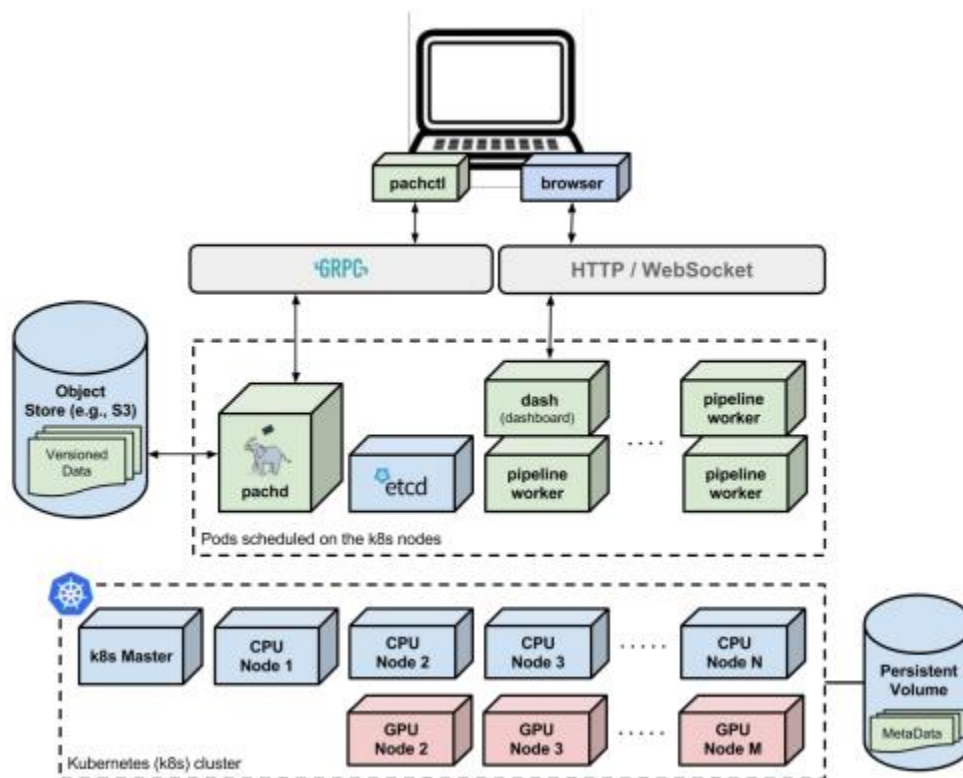 pachctl
browser
GRPC
HTTP / WebSocket
Object
Store (e.g., S3)
Versioned
Data
pachd
etcd
dash
(dashboard)
pipeline
worker
.....
pipeline
worker
pipeline
worker
Pods scheduled on the k8s nodes
k8s Master
CPU
Node 1
CPU
Node 2
CPU
Node 3
.....
CPU
Node N
GPU
Node 2
GPU
Node 3
.....
GPU
Node M
Kubernetes (k8s) cluster
Persistent
Volume
MetaData